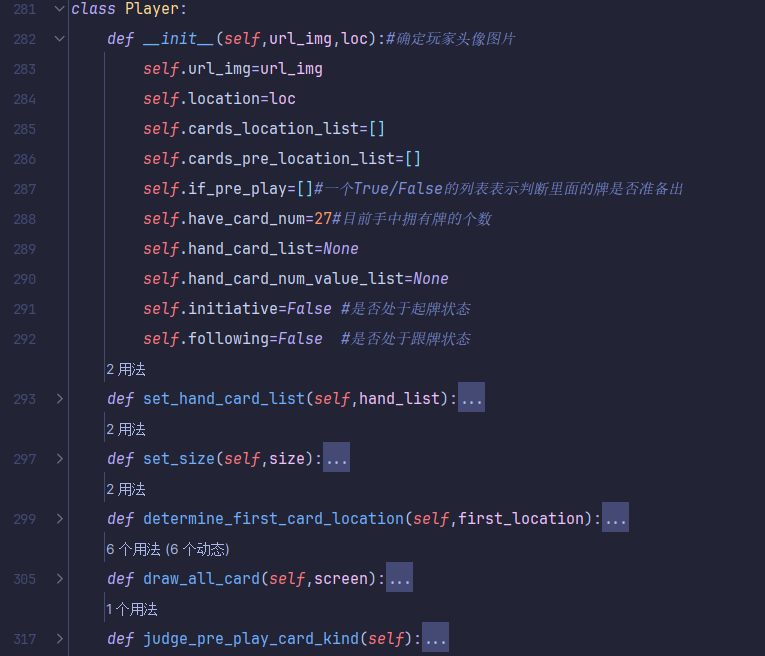 281 class Player:
282 def __init__(self,url_img,loc):#确定玩家头像图片
283 self.url_img=url_img
284 self.location=loc
285 self.cards_location_list=[]
286 self.cards_pre_location_list=[]
287 self.if_pre_play=[]#一个True/False的列表表示判断里面的牌是否准备出
288 self.have_card_num=27#目前手中拥有牌的个数
289 self.hand_card_list=None
290 self.hand_card_num_value_list=None
291 self.initiative=False #是否处于起牌状态
292 self.following=False  #是否处于跟牌状态
2 用法
293 def set_hand_card_list(self,hand_list):...
2 用法
297 def set_size(self,size):...
2 用法
299 def determine_first_card_location(self,first_location):...
6 个用法 (6 个动态)
305 def draw_all_card(self,screen):...
1 个用法
317 def judge_pre_play_card_kind(self):...